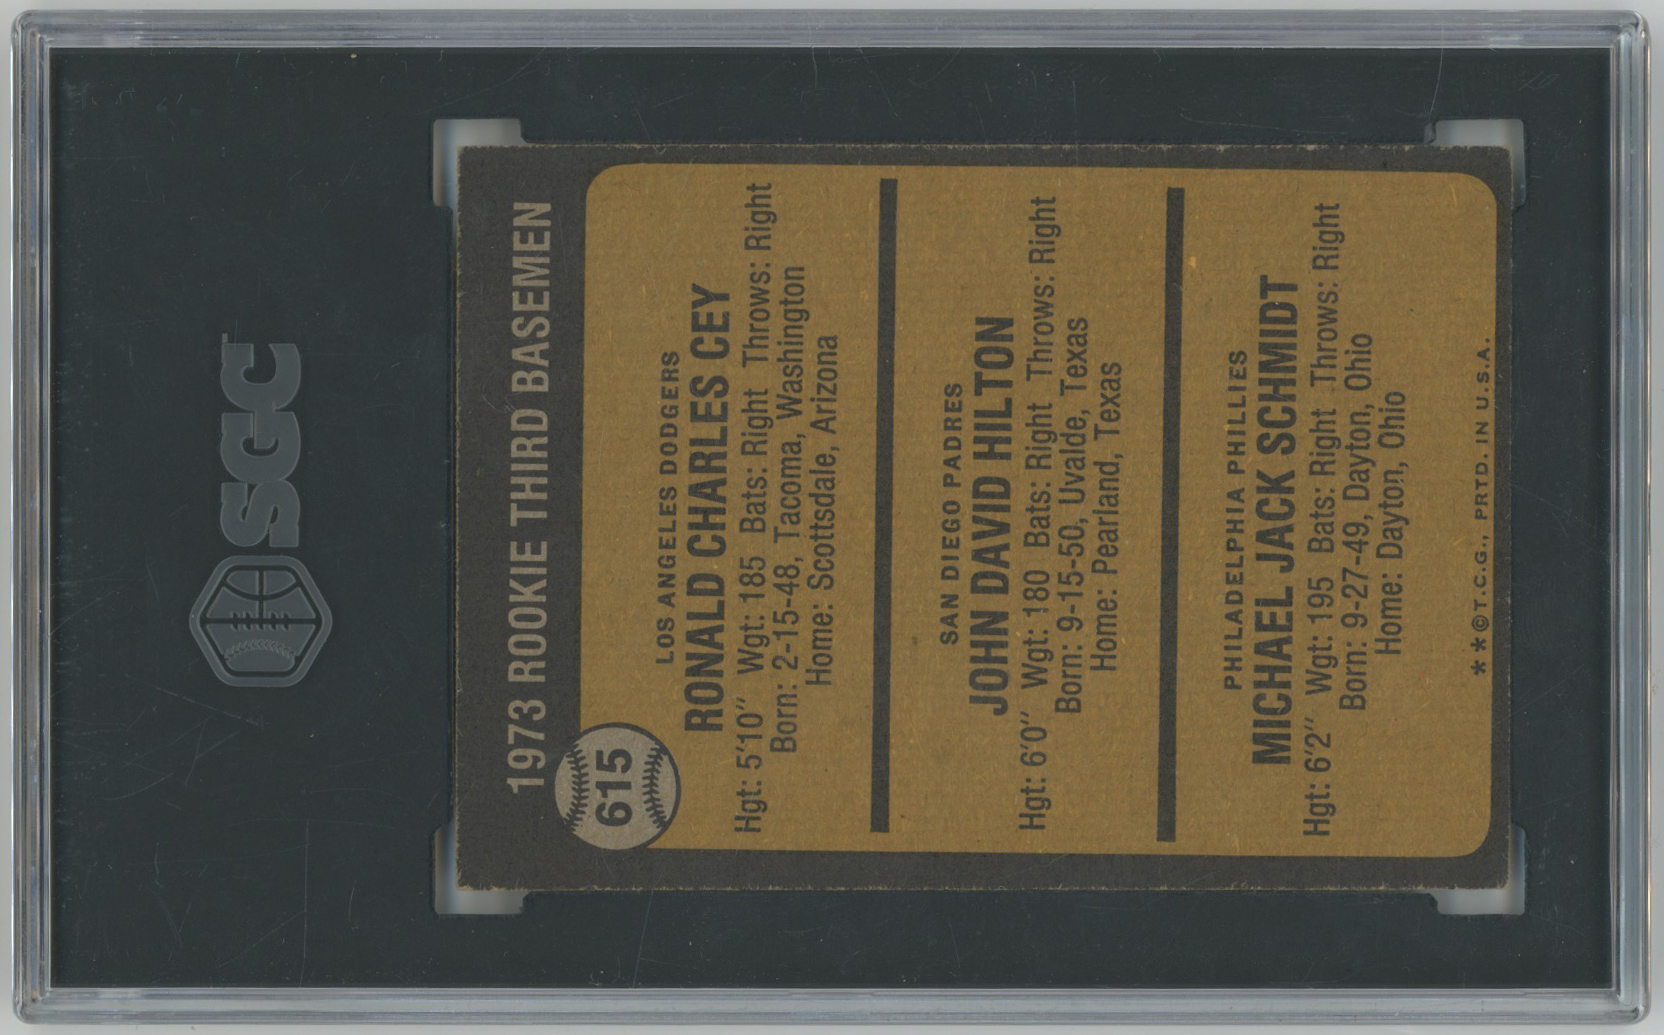 SGC
1973 ROOKIE THIRD BASEMEN
615
LOS ANGELES DODGERS
RONALD CHARLES CEY
Hgt: 5'10" Wgt: 185 Bats: Right Throws: Right
Born: 2-15-48, Tacoma, Washington
Home: Scottsdale, Arizona
SAN DIEGO PADRES
JOHN DAVID HILTON
Hgt: 6'0" Wgt: 180 Bats: Right Throws: Right
Born: 9-15-50, Uvalde, Texas
Home: Pearland, Texas
PHILADELPHIA PHILLIES
MICHAEL JACK SCHMIDT
Hgt: 6'2" Wgt: 195 Bats: Right Throws: Right
Born: 9-27-49, Dayton, Ohio
Home: Dayton, Ohio
**©T.C.G., PRTD. IN U.S.A.